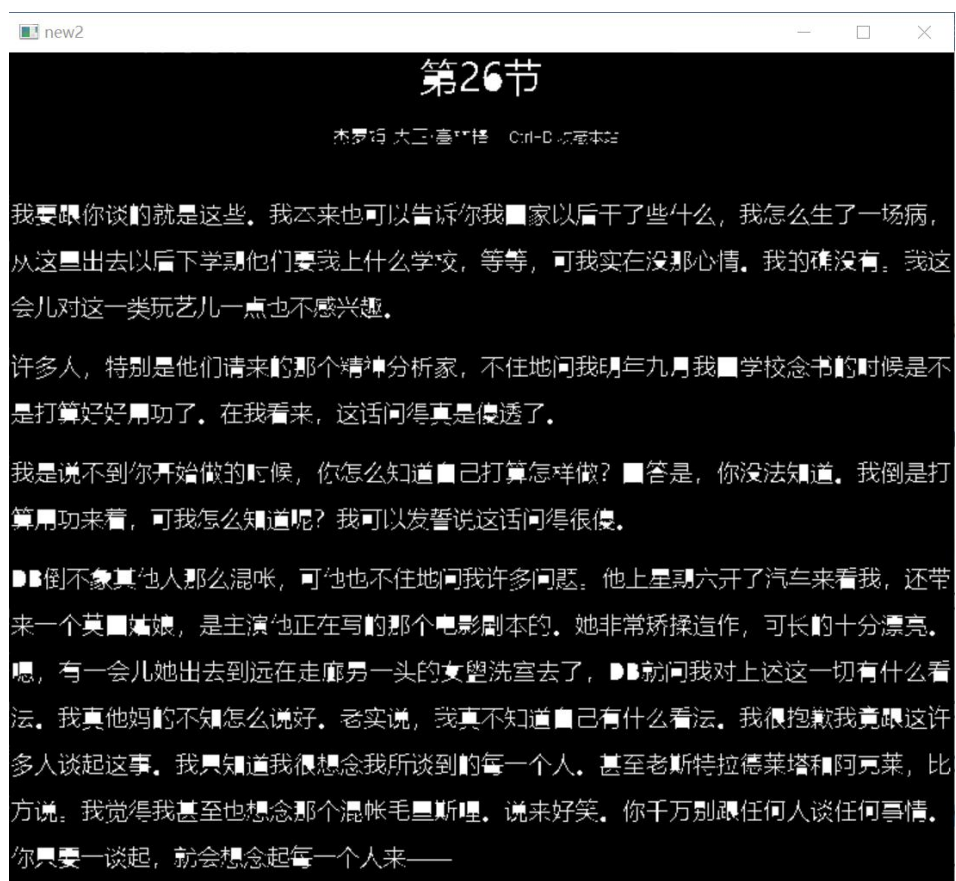 new2
第26节
杰罗姆·大卫·塞林格 Ctrl+D 收藏本站
我要跟你谈的就是这些。我本来也可以告诉你我回家以后干了些什么，我怎么生了一场病，
从这里出去以后下学期他们要我上什么学校，等等，可我实在没那心情。我的确没有。我这
会儿对这一类玩艺儿一点也不感兴趣。
许多人，特别是他们请来的那个精神分析家，不住地问我明年九月我回学校念书的时候是不
是打算好好用功了。在我看来，这话问得真是傻透了。
我是说不到你开始做的时候，你怎么知道自己打算怎样做？回答是，你没法知道。我倒是打
算用功来着，可我怎么知道呢？我可以发誓说这话问得很傻。
DB倒不象其他人那么混帐，可他也不住地问我许多问题。他上星期六开了汽车来看我，还带
来一个英国姑娘，是主演他正在写的那个电影剧本的。她非常矫揉造作，可长的十分漂亮。
嗯，有一会儿她出去到远在走廊另一头的女盥洗室去了，DB就问我对上述这一切有什么看
法。我真他妈的不知怎么说好。老实说，我真不知道自己有什么看法。我很抱歉我竟跟这许
多人谈起这事。我只知道我很想念我所谈到的每一个人。甚至老斯特拉德莱塔和阿克莱，比
方说。我觉得我甚至也想念那个混帐毛里斯哩。说来好笑。你千万别跟任何人谈任何事情。
你只要一谈起，就会想念起每一个人来——